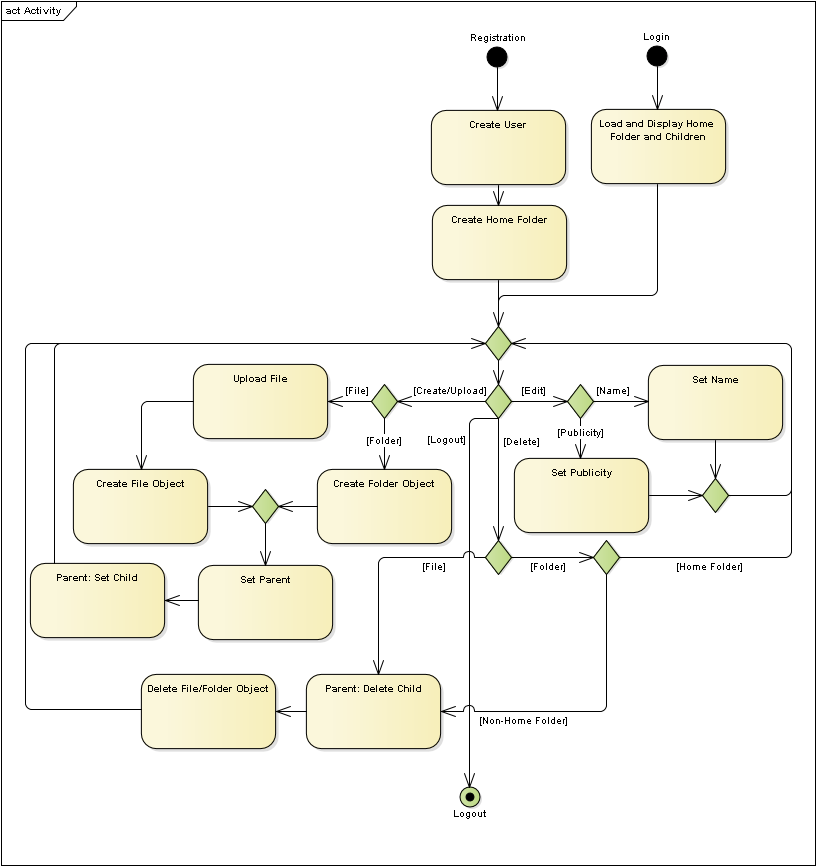 act Activity
Registration
Login
Create User
Load and Display Home
Folder and Children
Create Home Folder
Upload File
[File]
[Create/Upload]
[Edit]
[Name]
Set Name
[Folder]
[Logout]
[Delete]
[Publicity]
Create File Object
Create Folder Object
Set Publicity
Parent: Set Child
Set Parent
[File]
[Folder]
[Home Folder]
Delete File/Folder Object
Parent: Delete Child
[Non-Home Folder]
Logout